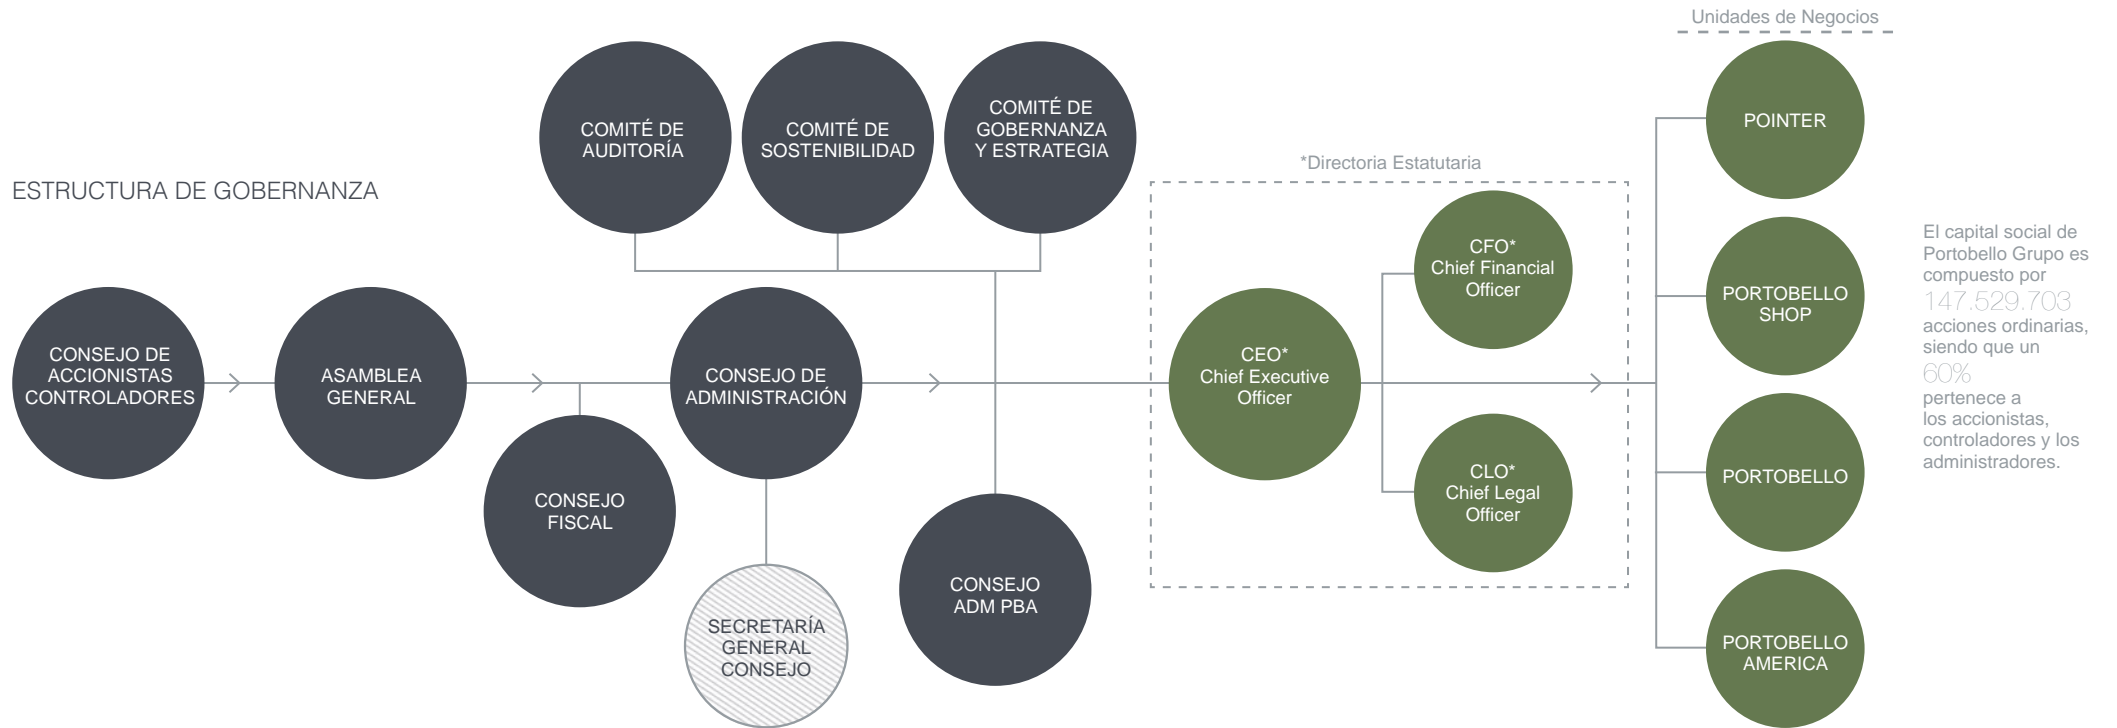 ESTRUCTURA DE GOBERNANZA
COMITÉ DE
AUDITORÍA
COMITÉ DE
SOSTENIBILIDAD
COMITÉ DE
GOBERNANZA
Y ESTRATEGIA
CONSEJO DE
ACCIONISTAS
CONTROLADORES
ASAMBLEA
GENERAL
CONSEJO
FISCAL
CONSEJO DE
ADMINISTRACIÓN
SECRETARÍA
GENERAL
CONSEJO
CONSEJO
ADM PBA
*Directoria Estatutaria
CEO*
Chief Executive
Officer
CFO*
Chief Financial
Officer
CLO*
Chief Legal
Officer
Unidades de Negocios
POINTER
PORTOBELLO
SHOP
PORTOBELLO
PORTOBELLO
AMERICA
El capital social de
Portobello Grupo es
compuesto por
147.529.703
acciones ordinarias,
siendo que un
60%
pertenece a
los accionistas,
controladores y los
administradores.